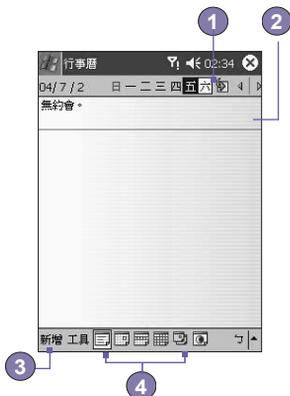 1
2
行事曆 02:34
04/ 7 / 2 日 一 二 三 四 五 六
無約會。
新增 工具 ㄅ
3
4